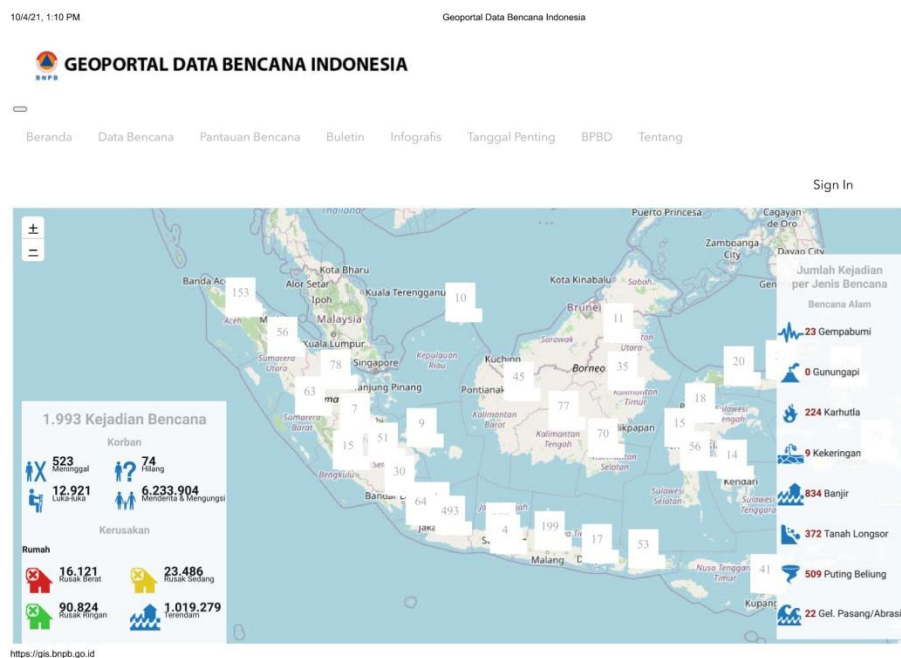 10/4/21, 1:10 PM
Geoportal Data Bencana Indonesia
BNPB
GEOPORTAL DATA BENCANA INDONESIA
Beranda Data Bencana Pantauan Bencana Buletin Infografis Tanggal Penting BPBD Tentang
Sign In
+
Thailand
Puerto Princesa
Cagayan
de Oro
Zamboanga
City
Davao City
Kota Bharu
Banda Ac
Alor Setar
Kota Kinabalu
Sabah
Ipoh
Kuala Terengganu
153
10
Aceh
Malaysia
Brunei
11
56
Kuala Lumpur
Sarawak
Utara
Sumatera
Utara
78
Singapore
Kepulauan
Riau
Kuching
Borneo
35
20
63
anjung Pinang
Pontianak
45
Kalimantan
Timur
18
7
Sumatera
Barat
9
Kalimantan
Barat
77
Kalimantan
Tengah
70
likpapan
15
ulawesi
engah
15
51
56
14
Bengkulu
30
Kalimantan
Selatan
Kendari
Sulawesi
Selatan
Sulawesi
Tenggara
64
493
Jaka
4
199
17
53
Malang
Nusa Tenggara
Timur
41
Kupang
1.993 Kejadian Bencana
Korban
523
Meninggal
74
Hilang
12.921
Luka-luka
6.233.904
Menderita & Mengungsi
Kerusakan
Rumah
16.121
Rusak Berat
23.486
Rusak Sedang
90.824
Rusak Ringan
1.019.279
Terendam
Jumlah Kejadian
per Jenis Bencana
Bencana Alam
23 Gempabumi
0 Gunungapi
224 Karhutla
9 Kekeringan
834 Banjir
372 Tanah Longsor
509 Puting Beliung
22 Gel. Pasang/Abrasi
https://gis.bnpb.go.id